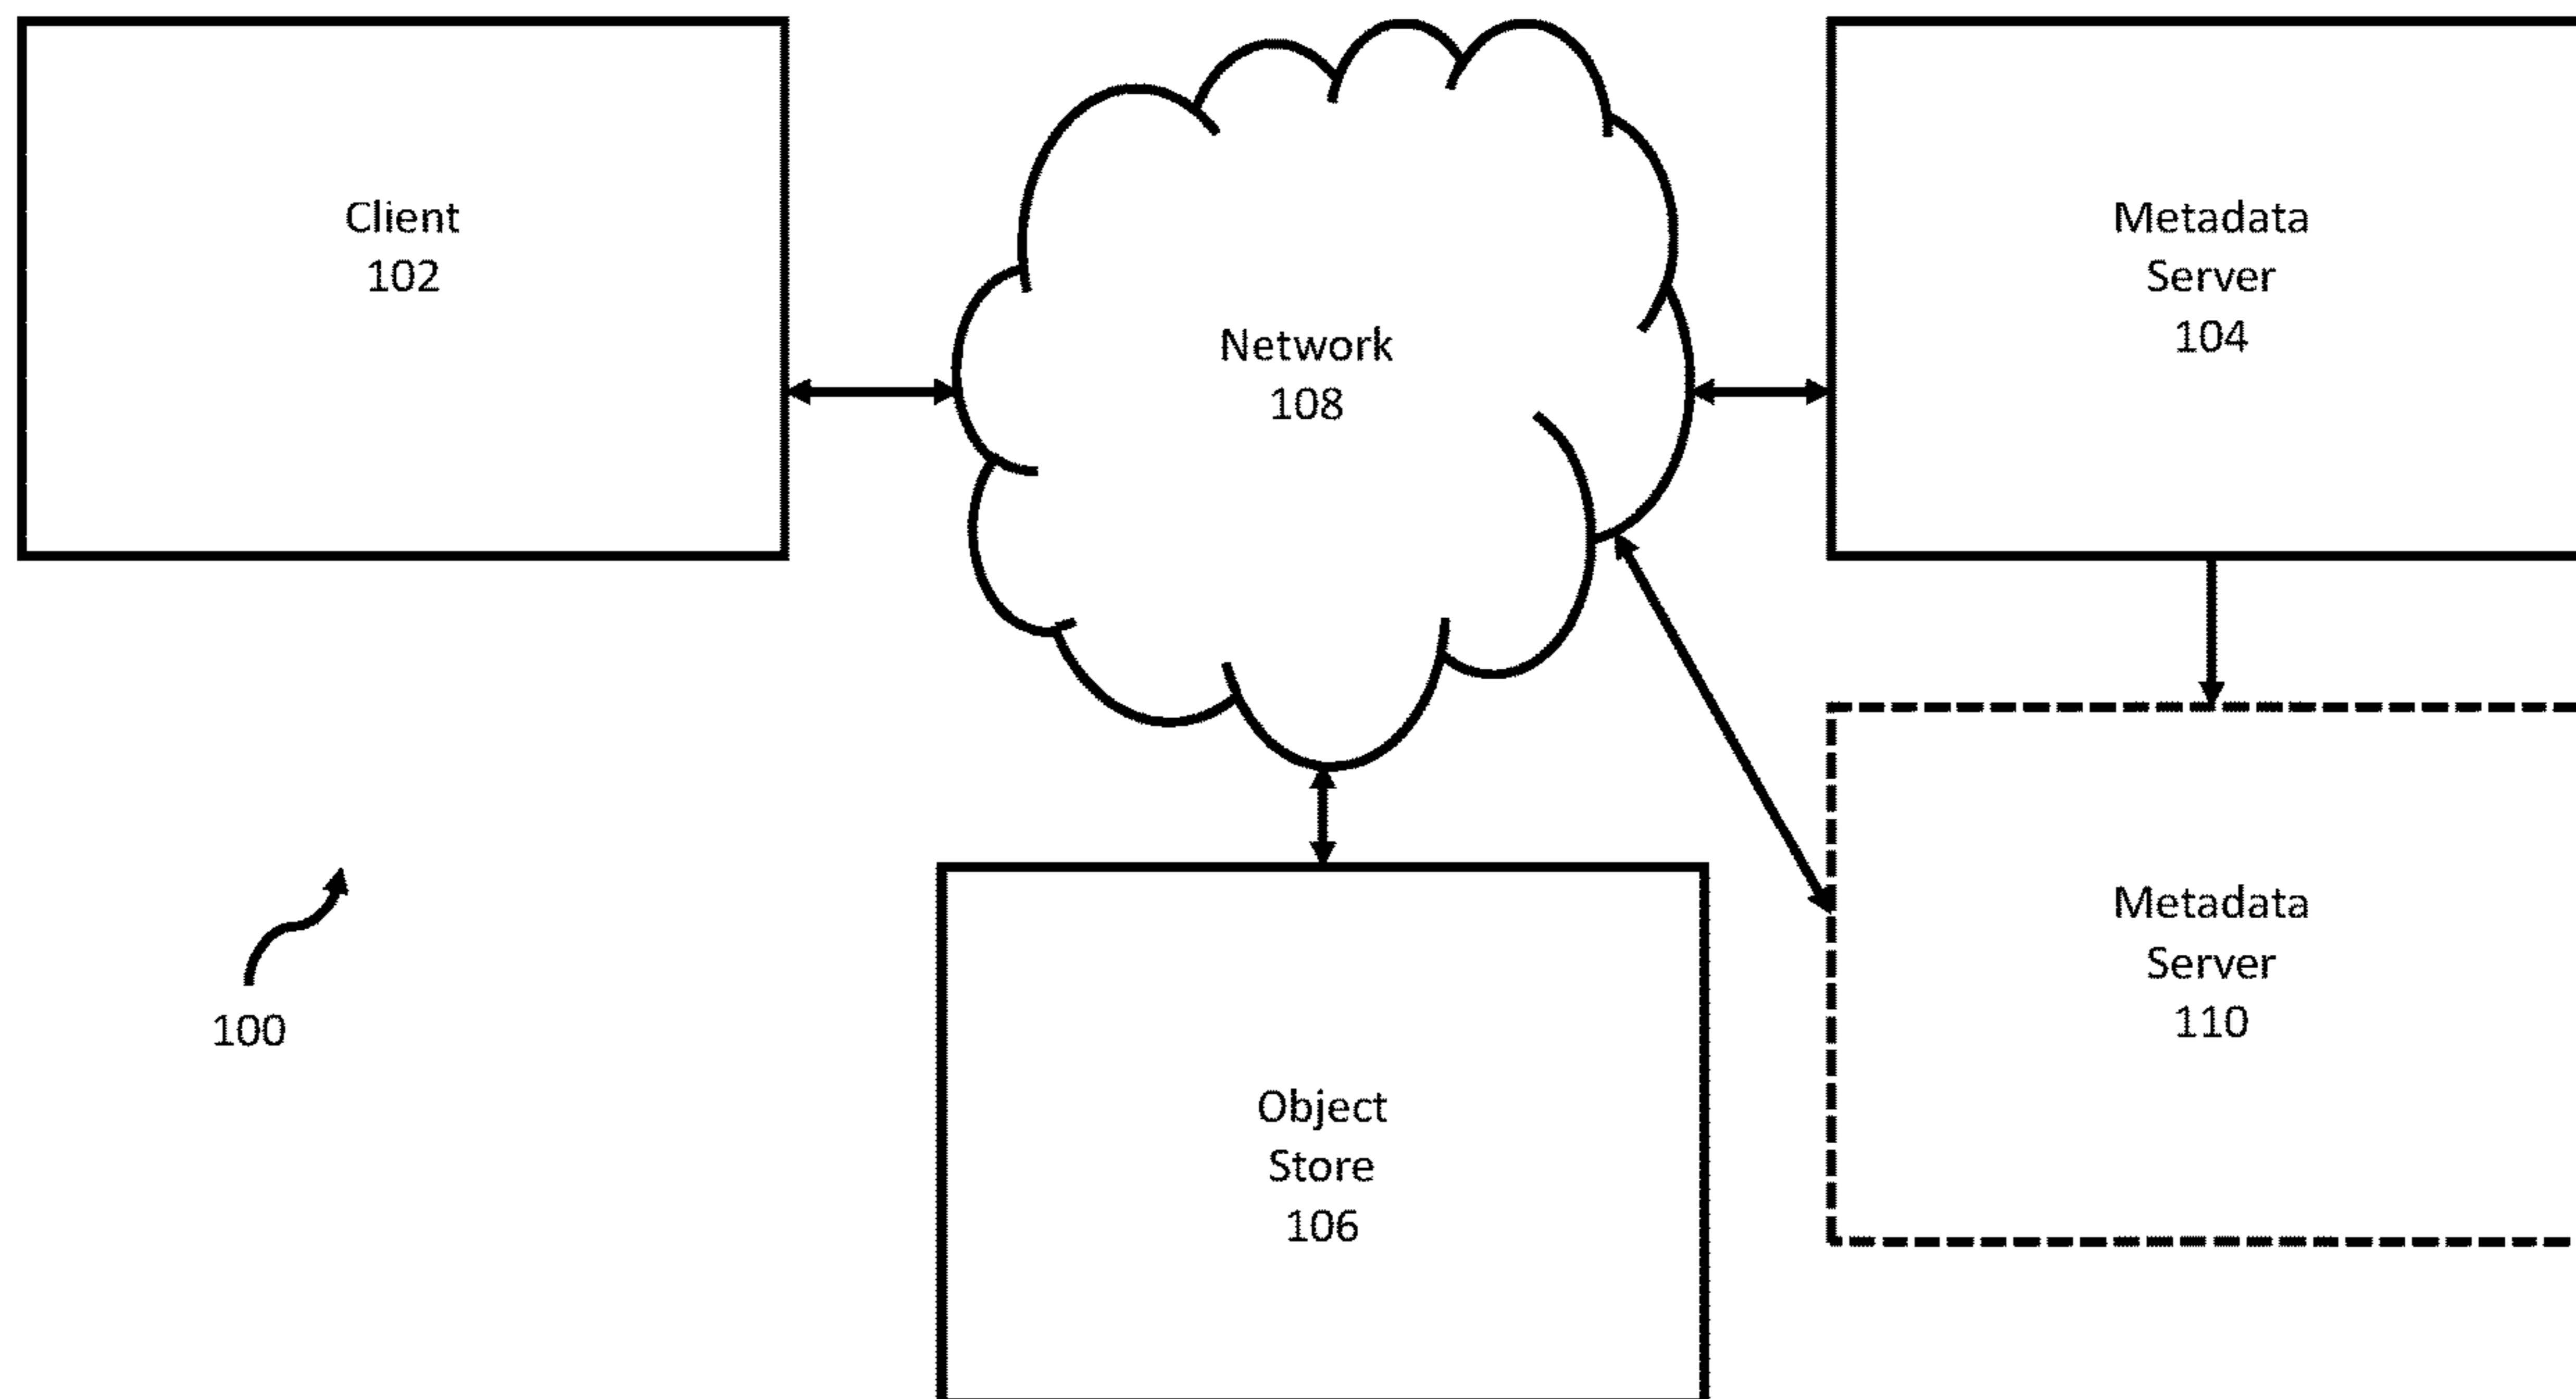 Client
102
Network
108
Metadata
Server
104
100
Object
Store
106
Metadata
Server
110